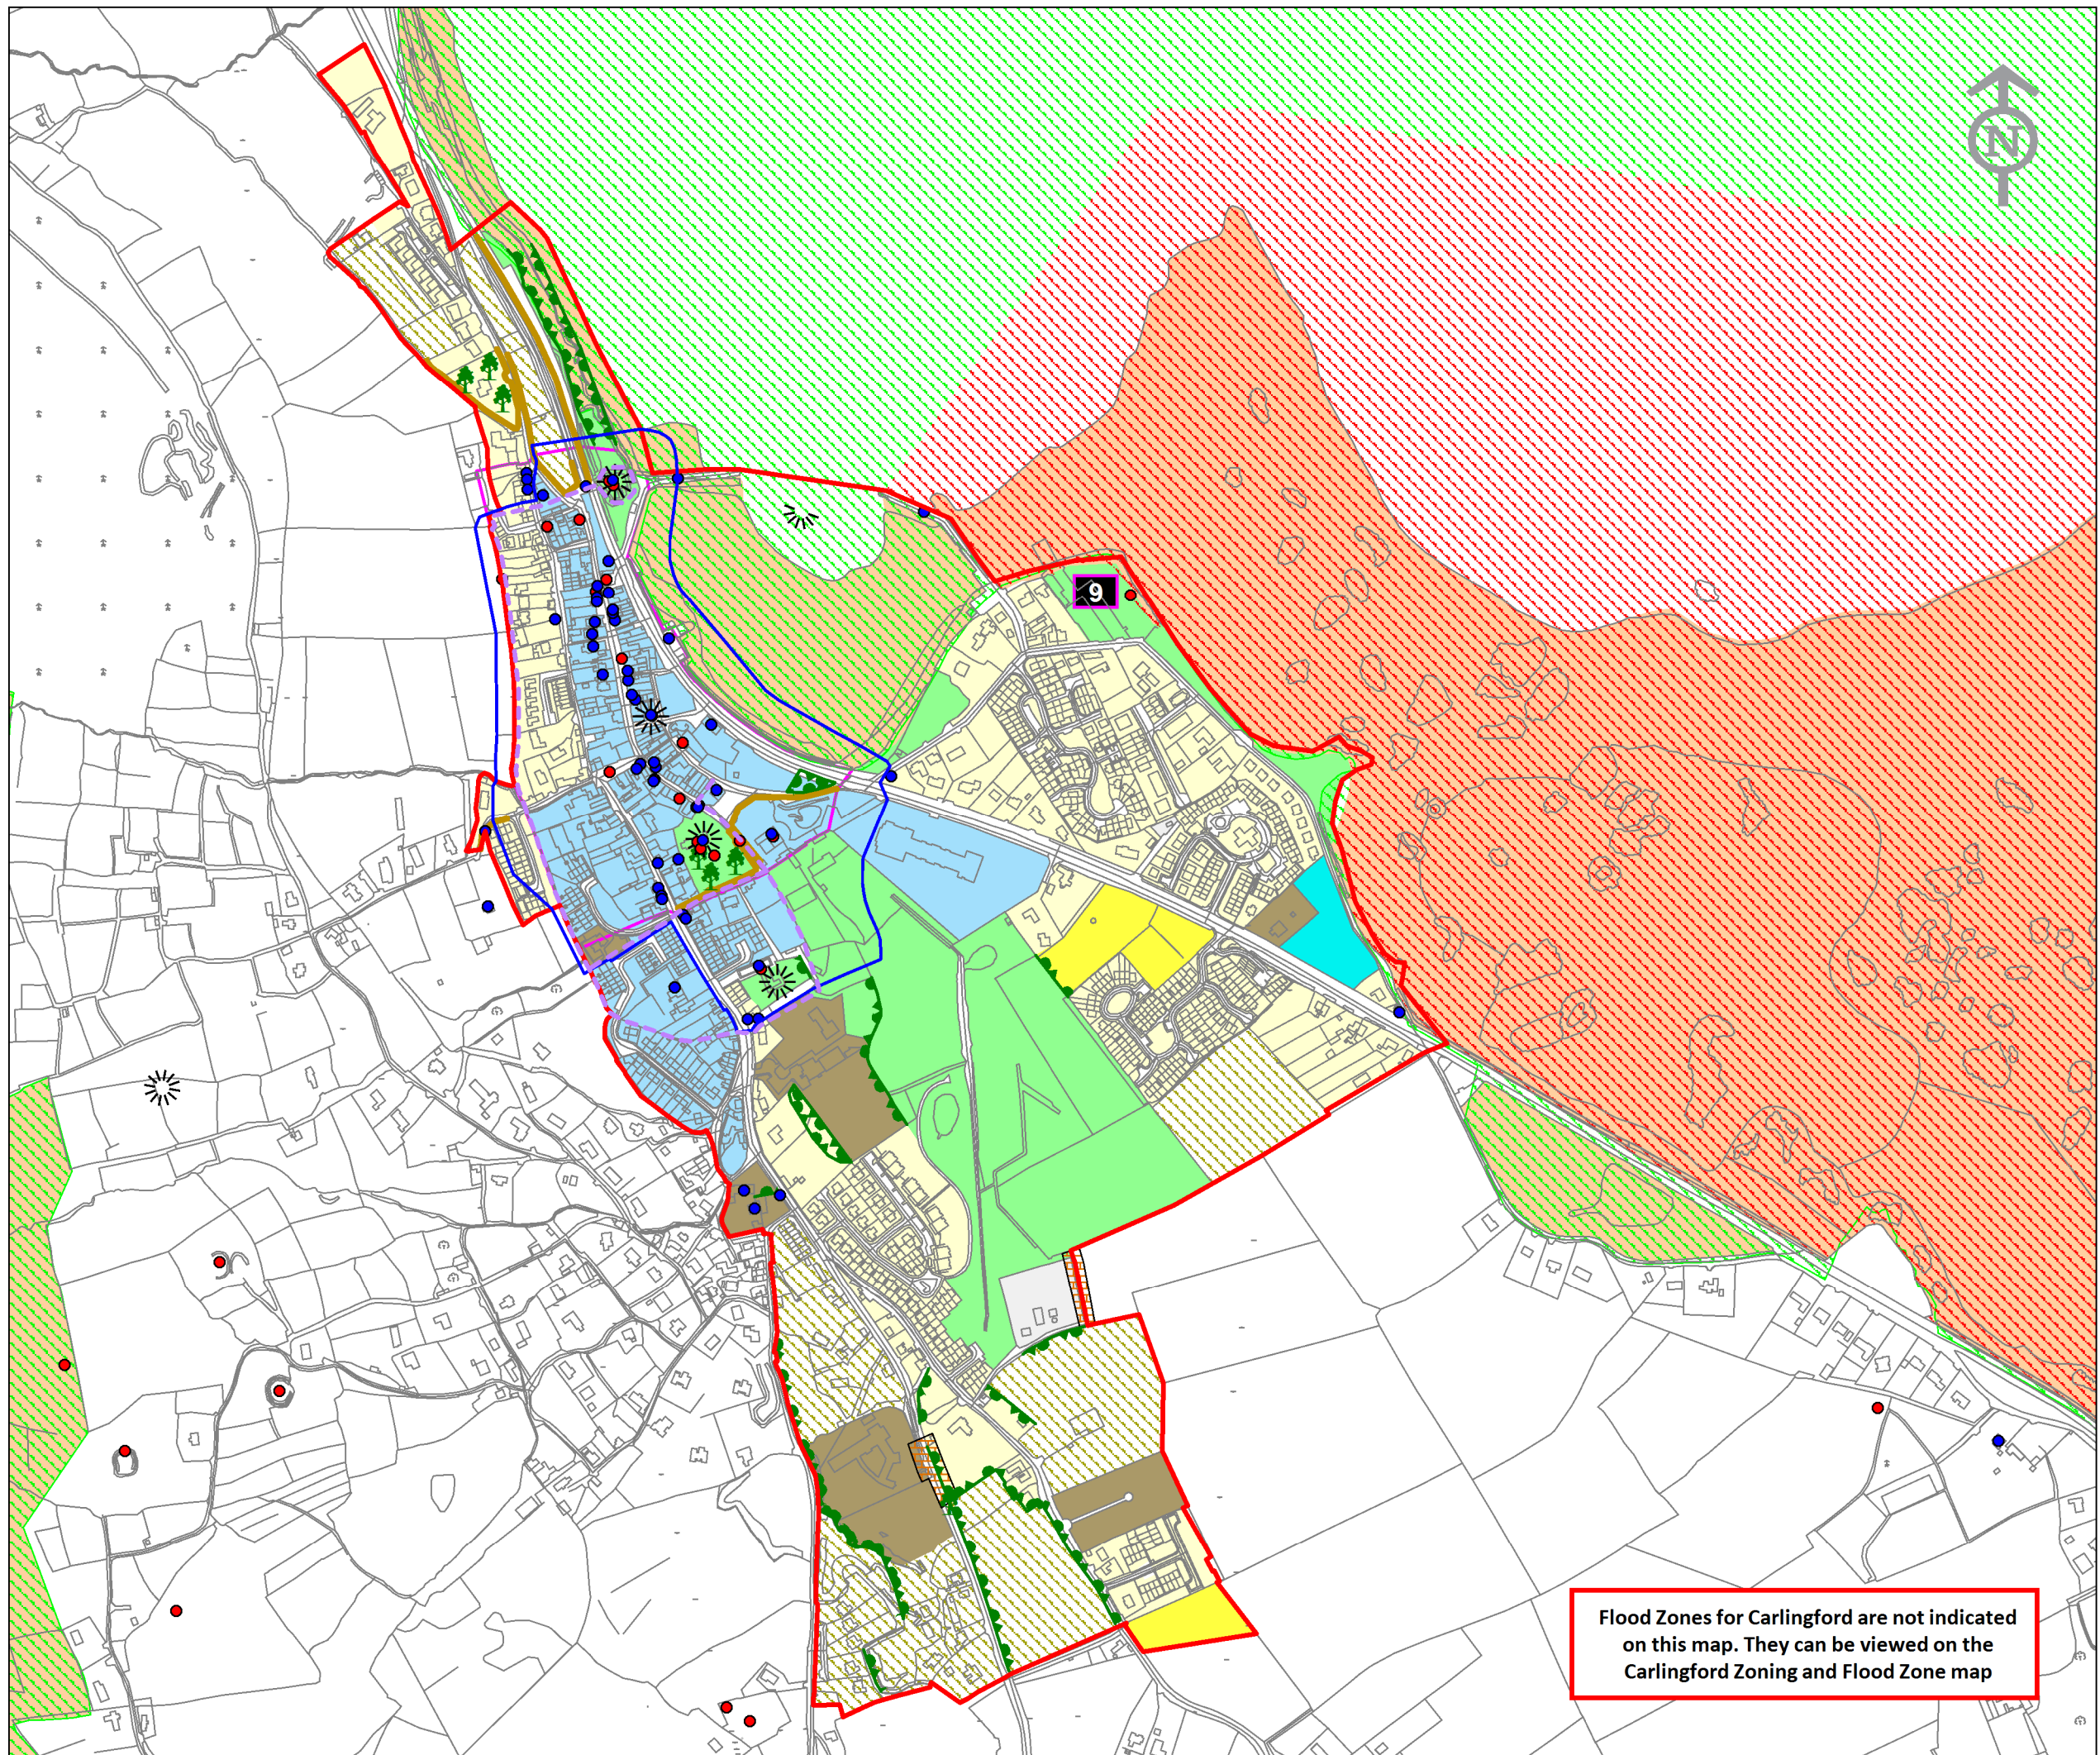 N
9
Flood Zones for Carlingford are not indicated
on this map. They can be viewed on the
Carlingford Zoning and Flood Zone map